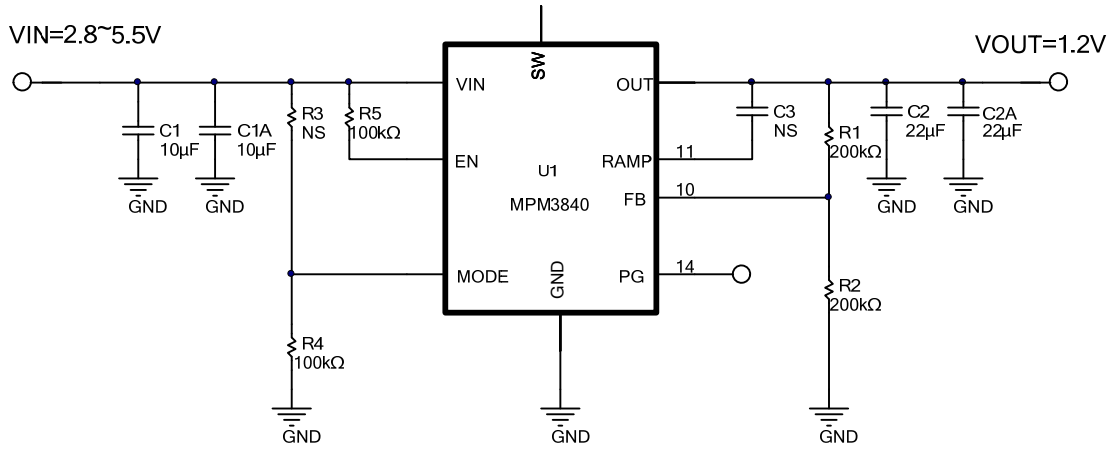 VIN=2.8~5.5V
VOUT=1.2V
SW
VIN
OUT
C1
10μF
C1A
10μF
R3
NS
R5
100kΩ
C3
NS
R1
200kΩ
C2
22μF
C2A
22μF
EN
RAMP
11
U1
MPM3840
FB
10
GND
GND
GND
GND
MODE
GND
PG
14
R2
200kΩ
R4
100kΩ
GND
GND
GND